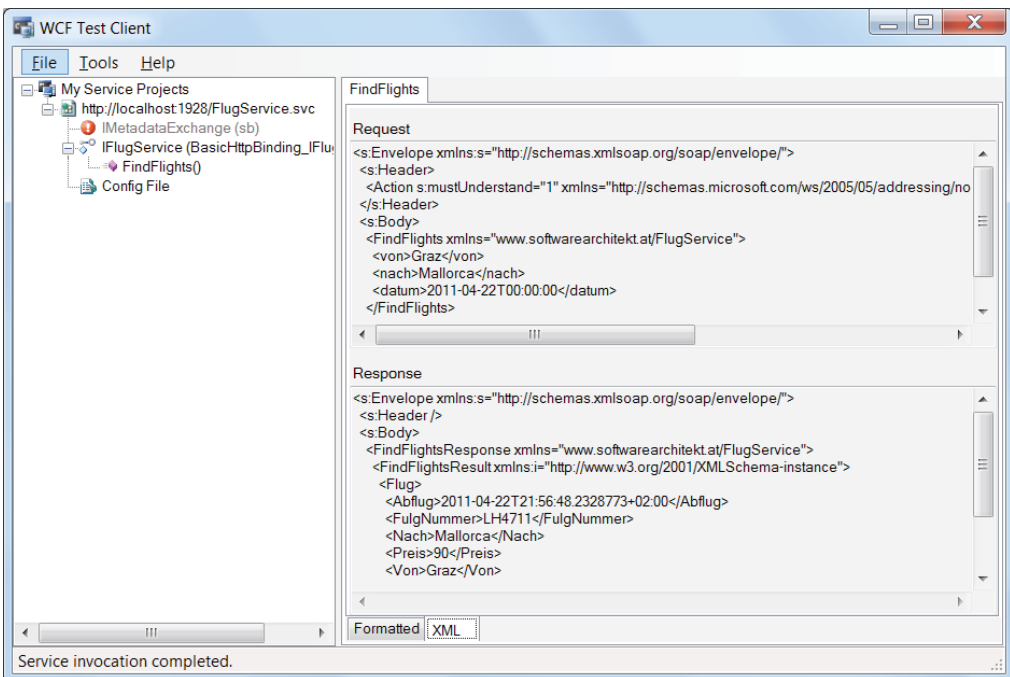 WCF Test Client
File Tools Help
My Service Projects
http://localhost:1928/FlugService.svc
IMetadataExchange (sb)
IFlugService (BasicHttpBinding_IFlu
FindFlights()
Config File
FindFlights
Request
<s:Envelope xmlns:s="http://schemas.xmlsoap.org/soap/envelope/">
<s:Header>
<Action s:mustUnderstand="1" xmlns="http://schemas.microsoft.com/ws/2005/05/addressing/no
</s:Header>
<s:Body>
<FindFlights xmlns="www.softwarearchitekt.at/FlugService">
<von>Graz</von>
<nach>Mallorca</nach>
<datum>2011-04-22T00:00:00</datum>
</FindFlights>
Response
<s:Envelope xmlns:s="http://schemas.xmlsoap.org/soap/envelope/">
<s:Header />
<s:Body>
<FindFlightsResponse xmlns="www.softwarearchitekt.at/FlugService">
<FindFlightsResult xmlns:i="http://www.w3.org/2001/XMLSchema-instance">
<Flug>
<Abflug>2011-04-22T21:56:48.2328773+02:00</Abflug>
<FulgNummer>LH4711</FulgNummer>
<Nach>Mallorca</Nach>
<Preis>90</Preis>
<Von>Graz</Von>
Formatted XML
Service invocation completed.